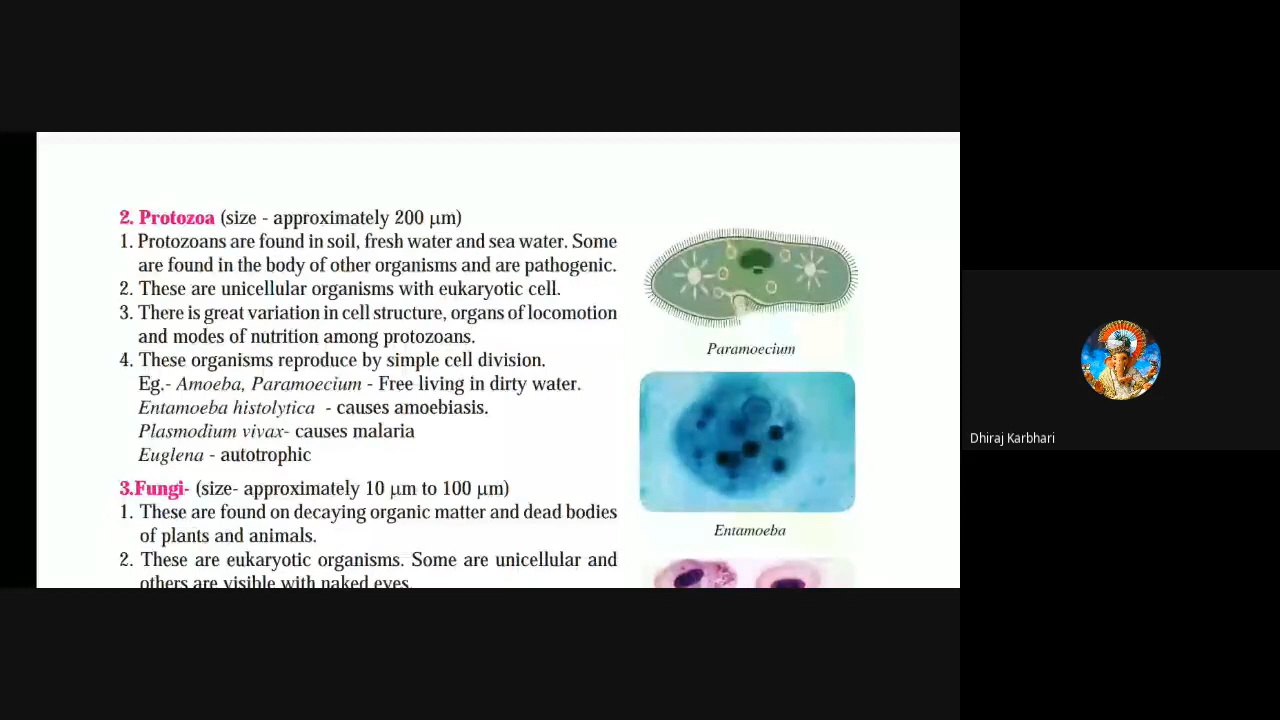 2. Protozoa (size - approximately 200 µm)
1. Protozoans are found in soil, fresh water and sea water. Some
are found in the body of other organisms and are pathogenic.
2. These are unicellular organisms with eukaryotic cell.
3. There is great variation in cell structure, organs of locomotion
and modes of nutrition among protozoans.
4. These organisms reproduce by simple cell division.
Eg.- Amoeba, Paramoecium - Free living in dirty water.
Entamoeba histolytica - causes amoebiasis.
Plasmodium vivax- causes malaria
Euglena - autotrophic
3.Fungi- (size- approximately 10 µm to 100 µm)
1. These are found on decaying organic matter and dead bodies
of plants and animals.
2. These are eukaryotic organisms. Some are unicellular and
others are visible with naked eyes.
Paramoecium
Entamoeba
Dhiraj Karbhari